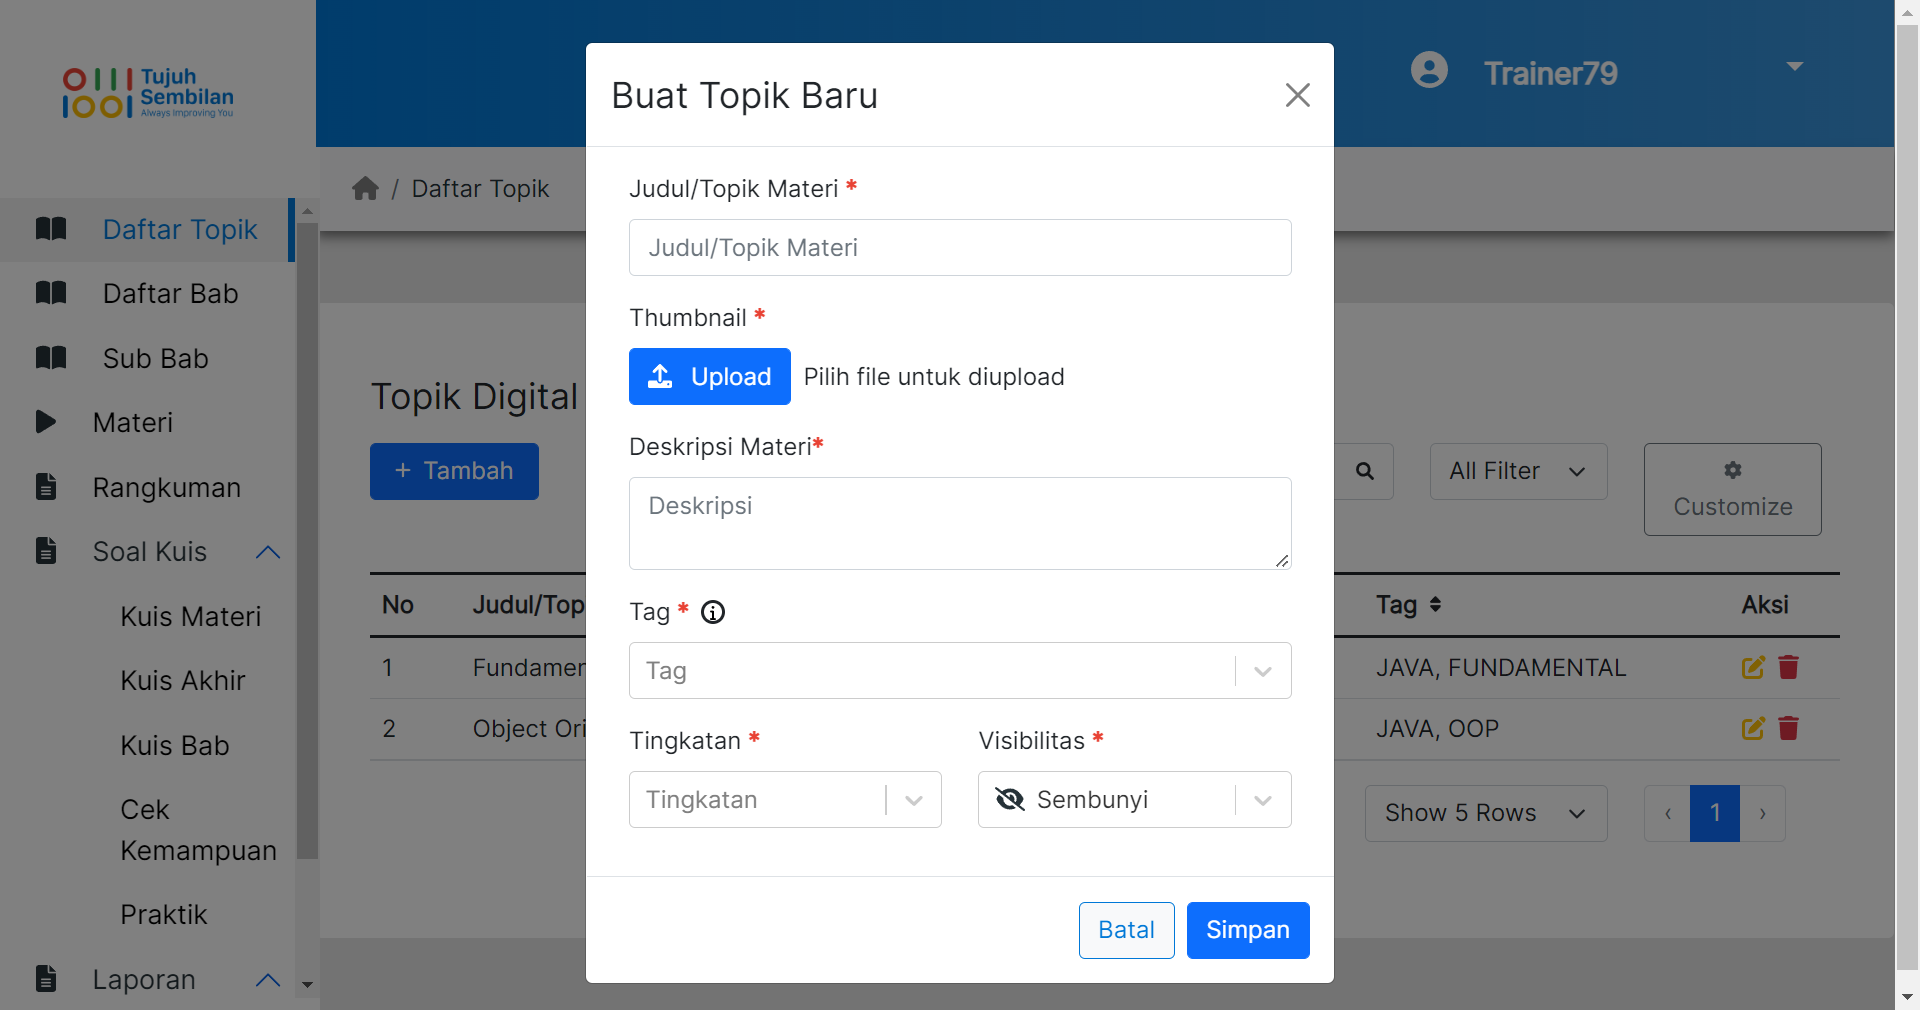 Tujuh
Sembilan
Always Improving You
Trainer79
Daftar Topik
Daftar Bab
Sub Bab
Materi
Rangkuman
Soal Kuis
Kuis Materi
Kuis Akhir
Kuis Bab
Cek
Kemampuan
Praktik
Laporan
/ Daftar Topik
Topik Digital
+ Tambah
All Filter
Customize
No Judul/Top Tag Aksi
1 Fundamer JAVA, FUNDAMENTAL
2 Object Ori JAVA, OOP
Show 5 Rows
‹ 1 ›
Buat Topik Baru
Judul/Topik Materi *
Judul/Topik Materi
Thumbnail *
Upload Pilih file untuk diupload
Deskripsi Materi*
Deskripsi
Tag *
Tag
Tingkatan * Visibilitas *
Tingkatan Sembunyi
Batal Simpan